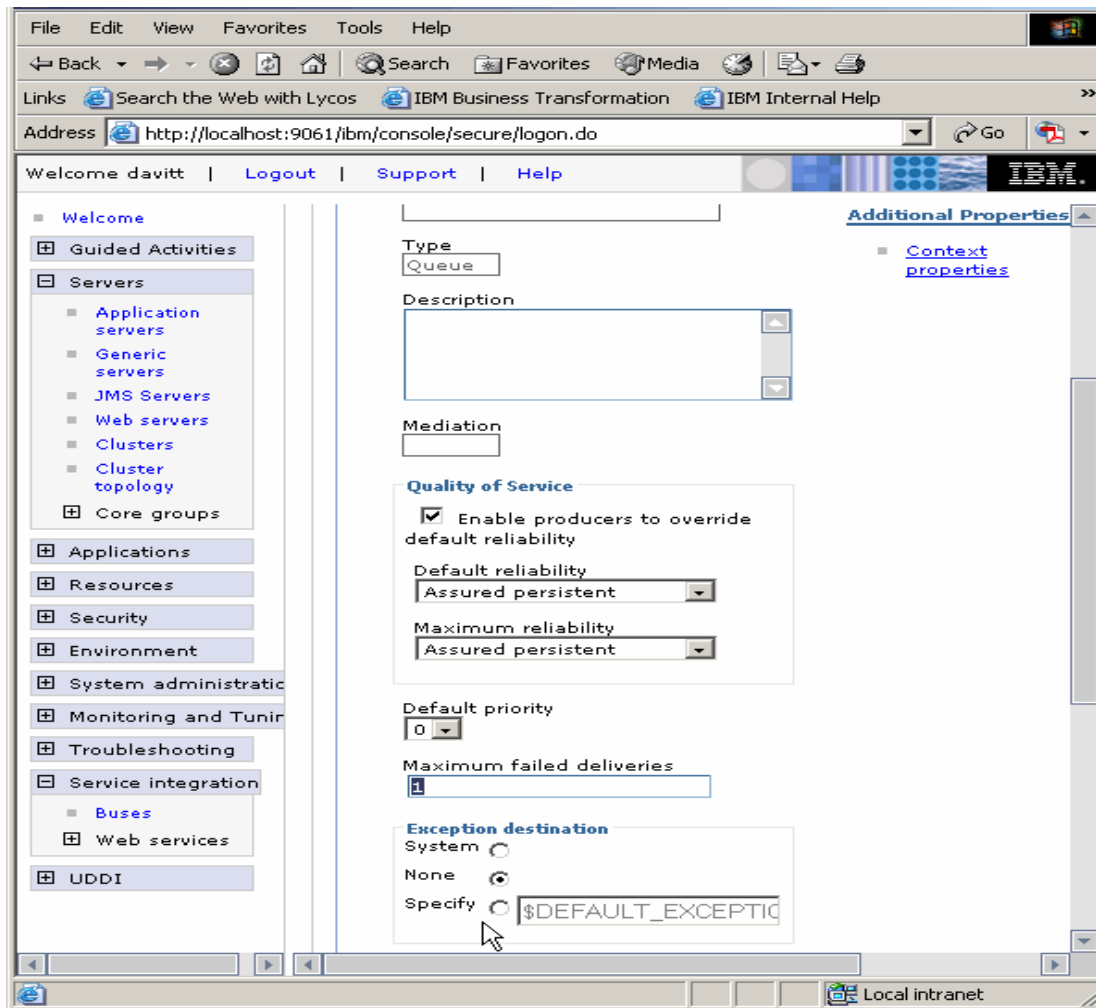 File Edit View Favorites Tools Help
Back Search Favorites Media
Links Search the Web with Lycos IBM Business Transformation IBM Internal Help »
Address http://localhost:9061/ibm/console/secure/logon.do Go
Welcome davitt | Logout | Support | Help IBM.
Welcome
Guided Activities
Servers
Application
servers
Generic
servers
JMS Servers
Web servers
Clusters
Cluster
topology
Core groups
Applications
Resources
Security
Environment
System administratic
Monitoring and Tunir
Troubleshooting
Service integration
Buses
Web services
UDDI
Type
Queue
Description
Mediation
Quality of Service
Enable producers to override
default reliability
Default reliability
Assured persistent
Maximum reliability
Assured persistent
Default priority
0
Maximum failed deliveries
1
Exception destination
System
None
Specify $DEFAULT_EXCEPTIO
Additional Properties
Context
properties
Local intranet